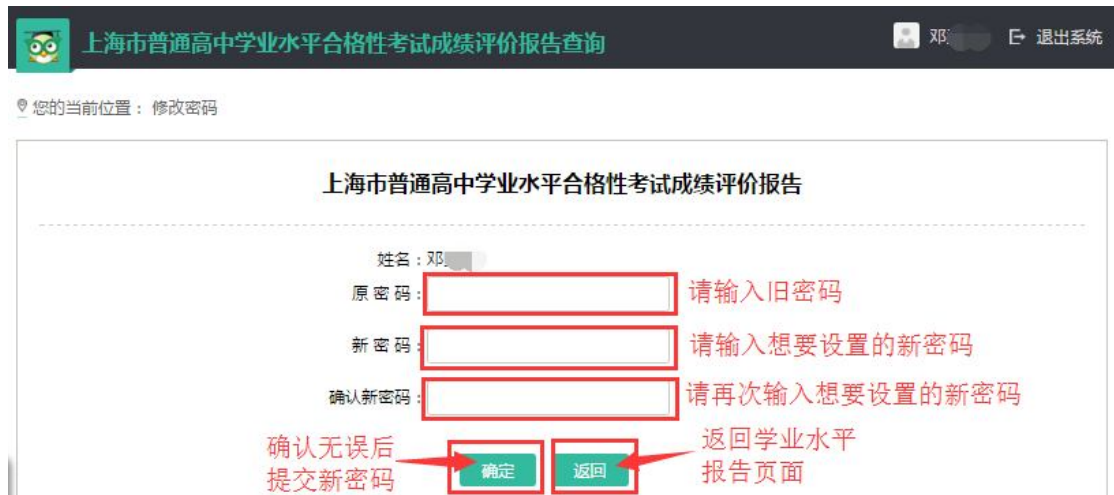 上海市普通高中学业水平合格性考试成绩评价报告查询
邓
退出系统
您的当前位置： 修改密码
上海市普通高中学业水平合格性考试成绩评价报告
姓名：邓
原 密 码： 请输入旧密码
新 密 码： 请输入想要设置的新密码
确认新密码： 请再次输入想要设置的新密码
确认无误后
提交新密码
确定
返回
返回学业水平
报告页面